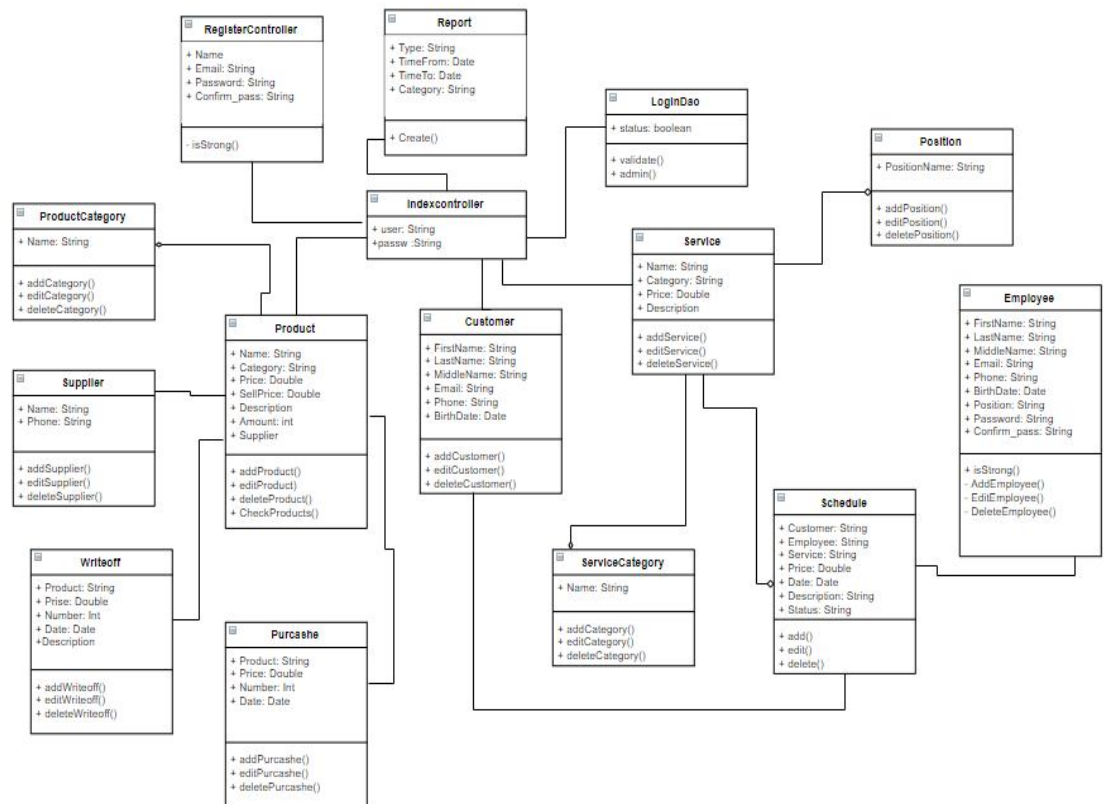 RegisterController
+ Name
+ Email: String
+ Password: String
+ Confirm_pass: String
- isStrong()
Report
+ Type: String
+ TimeFrom: Date
+ TimeTo: Date
+ Category: String
+ Create()
LoginDao
+ status: boolean
+ validate()
+ admin()
Position
+ PositionName: String
+ addPosition()
+ editPosition()
+ deletePosition()
ProductCategory
+ Name: String
+ addCategory()
+ editCategory()
+ deleteCategory()
Indexcontroller
+ user: String
+passw :String
Service
+ Name: String
+ Category: String
+ Price: Double
+ Description
+ addService()
+ editService()
+ deleteService()
Employee
+ FirstName: String
+ LastName: String
+ MiddleName: String
+ Email: String
+ Phone: String
+ BirthDate: Date
+ Position: String
+ Password: String
+ Confirm_pass: String
+ isStrong()
- AddEmployee()
- EditEmployee()
- DeleteEmployee()
Product
+ Name: String
+ Category: String
+ Price: Double
+ SellPrice: Double
+ Description
+ Amount: int
+ Supplier
+ addProduct()
+ editProduct()
+ deleteProduct()
+ CheckProducts()
Customer
+ FirstName: String
+ LastName: String
+ MiddleName: String
+ Email: String
+ Phone: String
+ BirthDate: Date
+ addCustomer()
+ editCustomer()
+ deleteCustomer()
Supplier
+ Name: String
+ Phone: String
+ addSupplier()
+ editSupplier()
+ deleteSupplier()
Schedule
+ Customer: String
+ Employee: String
+ Service: String
+ Price: Double
+ Date: Date
+ Description: String
+ Status: String
+ add()
+ edit()
+ delete()
Writeoff
+ Product: String
+ Prise: Double
+ Number: Int
+ Date: Date
+Description
+ addWriteoff()
+ editWriteoff()
+ deleteWriteoff()
ServiceCategory
+ Name: String
+ addCategory()
+ editCategory()
+ deleteCategory()
Purcashe
+ Product: String
+ Price: Double
+ Number: Int
+ Date: Date
+ addPurcashe()
+ editPurcashe()
+ deletePurcashe()